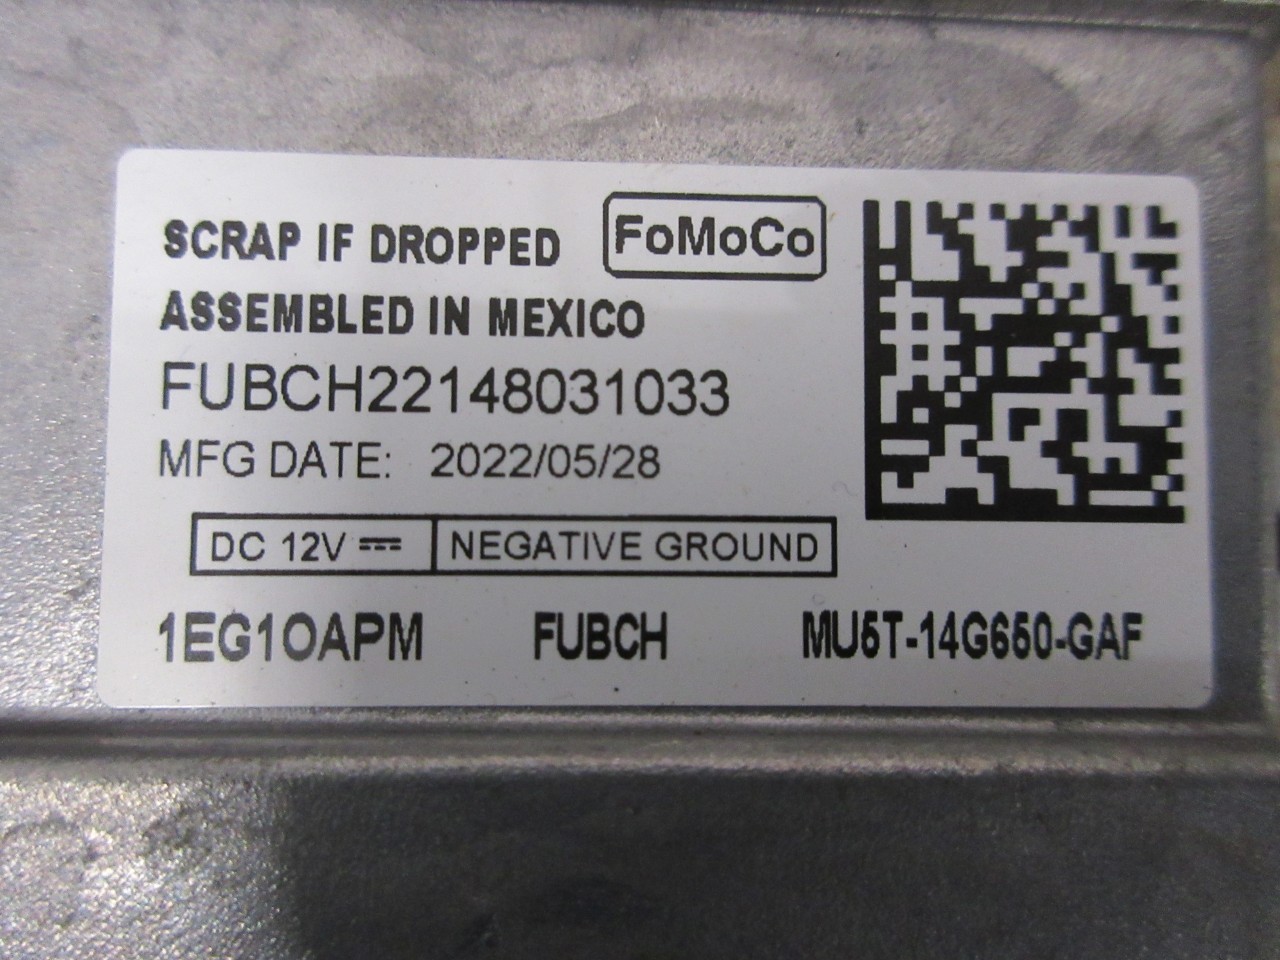 SCRAP IF DROPPED FoMoCo
ASSEMBLED IN MEXICO
FUBCH22148031033
MFG DATE: 2022/05/28
DC 12V NEGATIVE GROUND
1EG1OAPM FUBCH MU5T-14G650-GAF